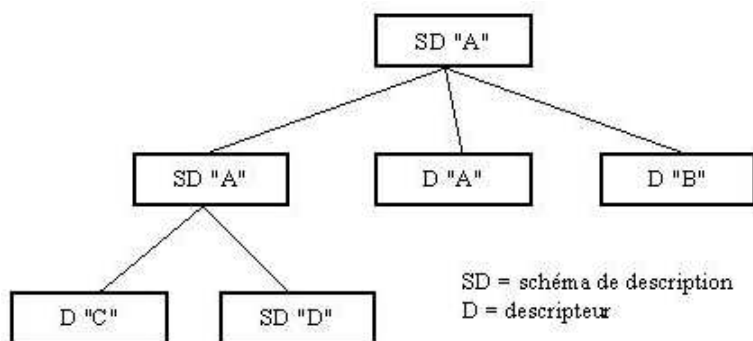 SD "A"
SD "A"
D "A"
D "B"
D "C"
SD "D"
SD = schéma de description
D = descripteur